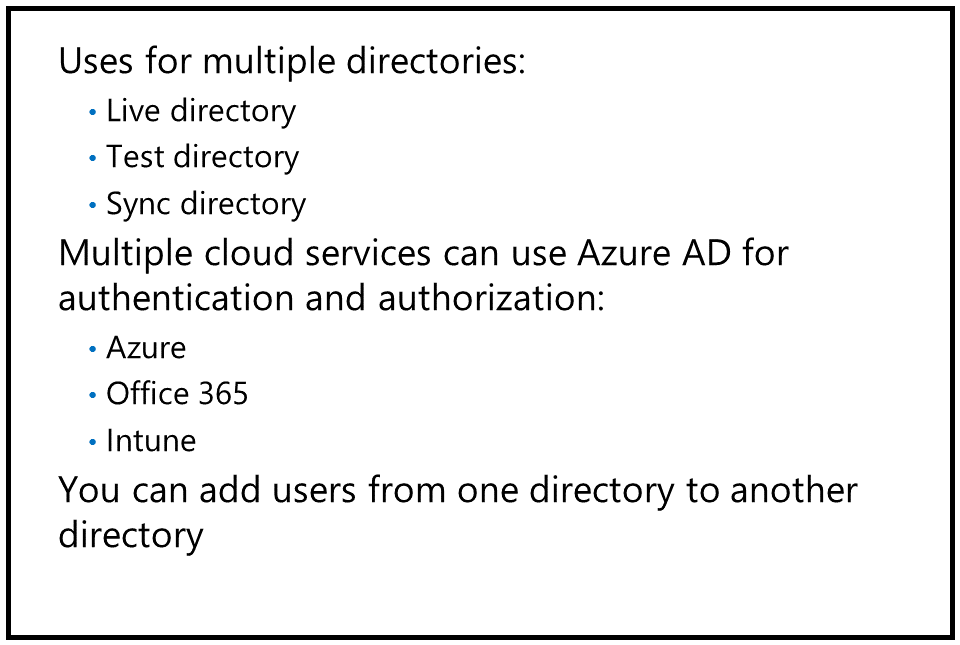 Uses for multiple directories:
• Live directory
• Test directory
• Sync directory
Multiple cloud services can use Azure AD for
authentication and authorization:
• Azure
• Office 365
• Intune
You can add users from one directory to another
directory